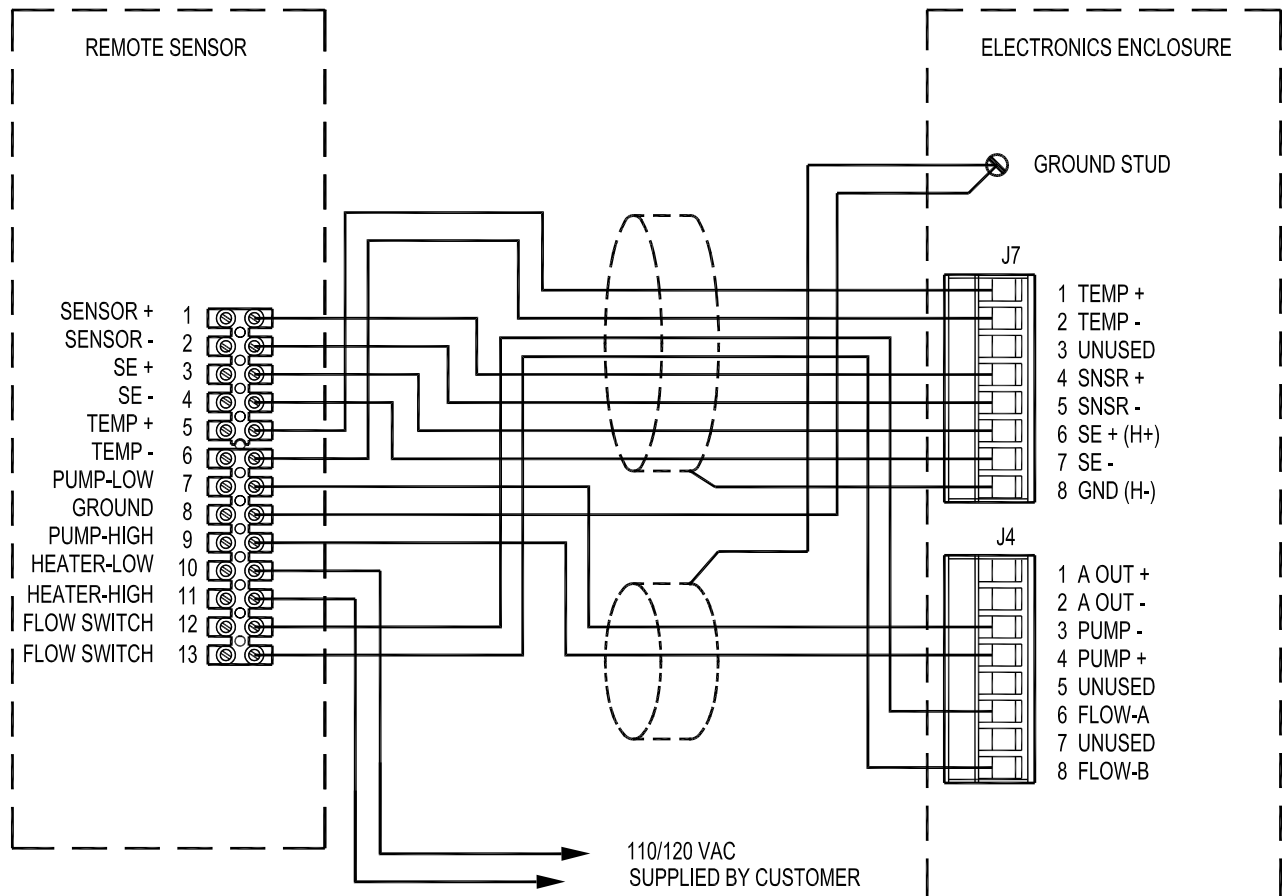 REMOTE SENSOR
ELECTRONICS ENCLOSURE
GROUND STUD
SENSOR + 1
SENSOR - 2
SE + 3
SE - 4
TEMP + 5
TEMP - 6
PUMP-LOW 7
GROUND 8
PUMP-HIGH 9
HEATER-LOW 10
HEATER-HIGH 11
FLOW SWITCH 12
FLOW SWITCH 13
J7
1 TEMP +
2 TEMP -
3 UNUSED
4 SNSR +
5 SNSR -
6 SE + (H+)
7 SE -
8 GND (H-)
J4
1 A OUT +
2 A OUT -
3 PUMP -
4 PUMP +
5 UNUSED
6 FLOW-A
7 UNUSED
8 FLOW-B
110/120 VAC
SUPPLIED BY CUSTOMER